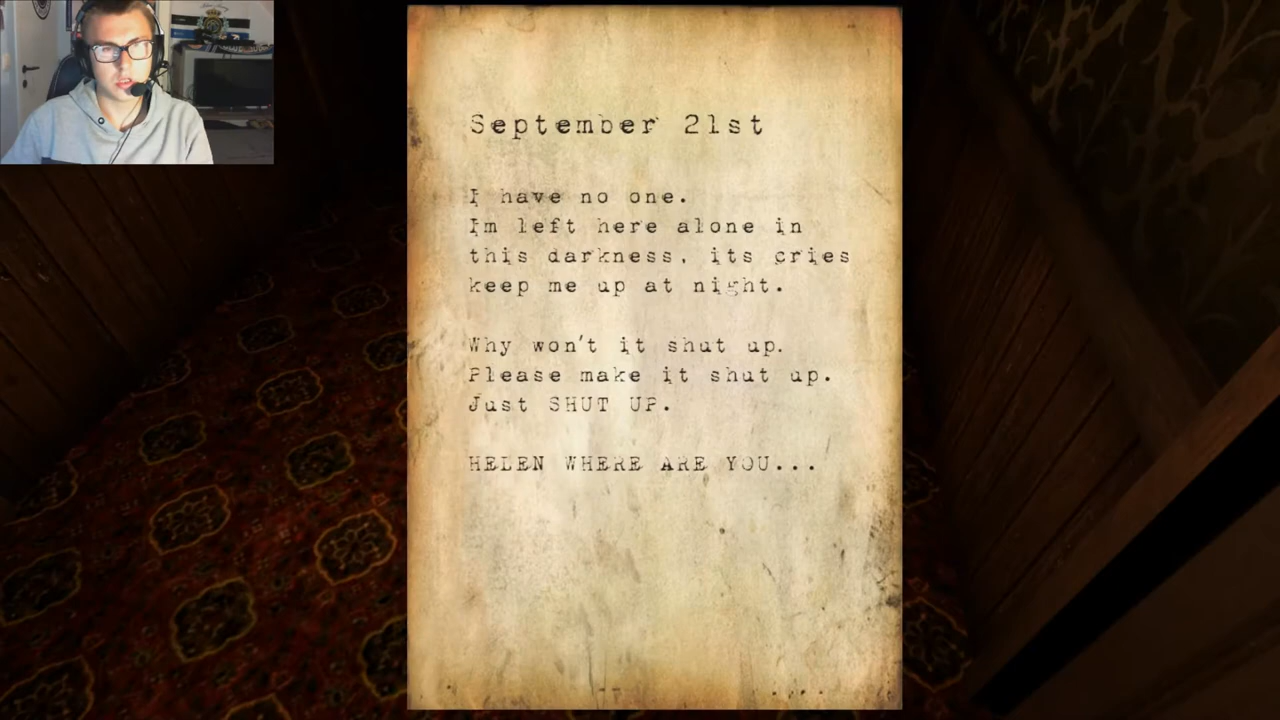 September 21st
I have no one.
Im left here alone in
this darkness, its cries
keep me up at night.
Why won't it shut up.
Please make it shut up.
Just SHUT UP.
HELEN WHERE ARE YOU...